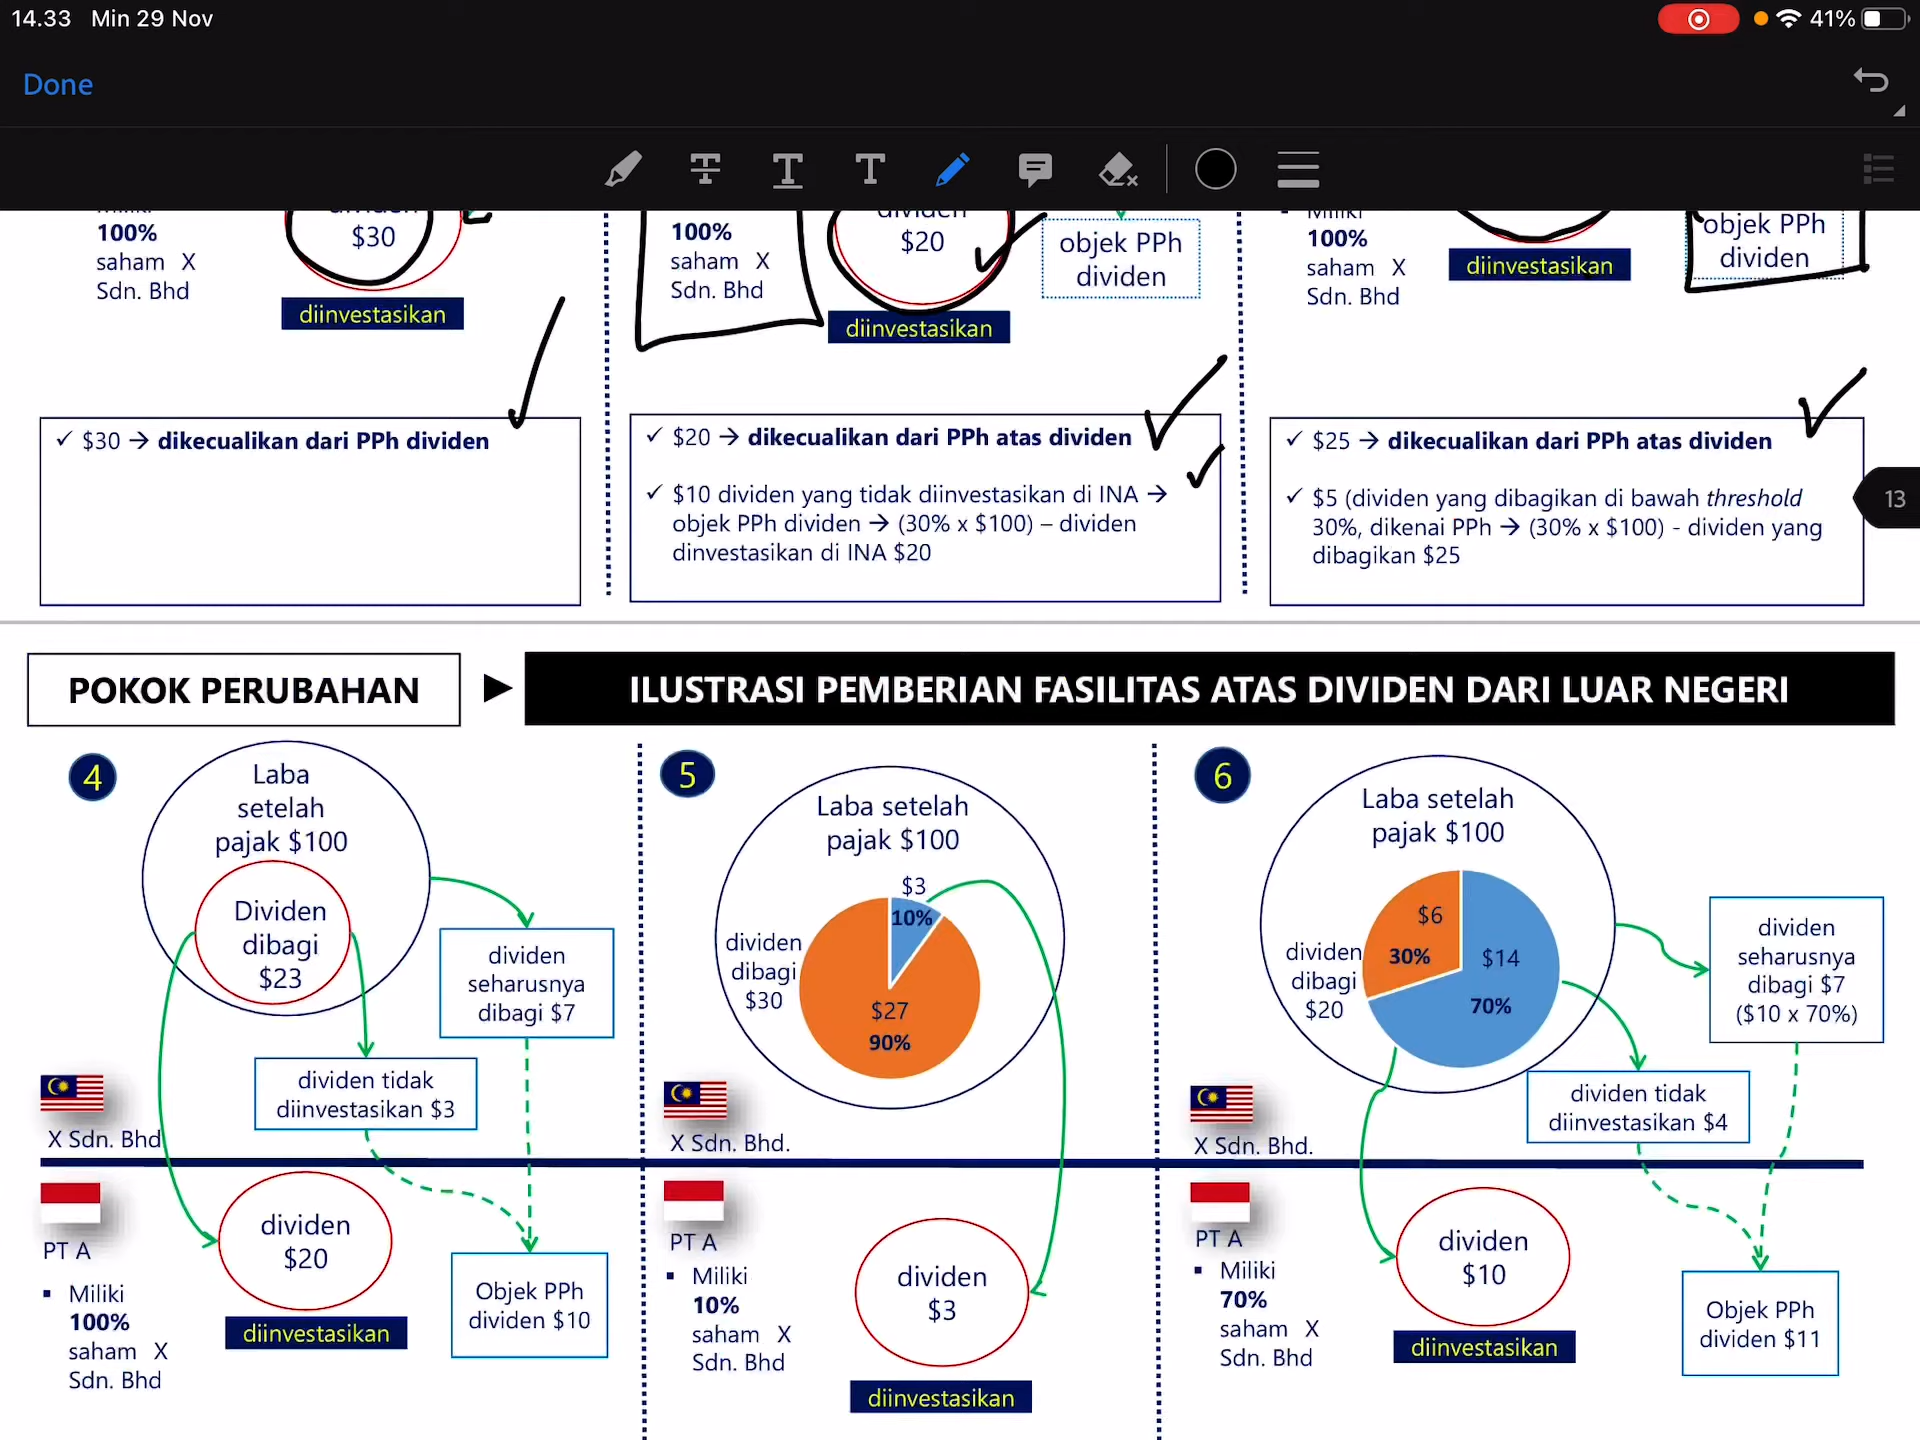 14.33 Min 29 Nov
41%
Done
100%
saham X
Sdn. Bhd
$30
diinvestasikan
100%
saham X
Sdn. Bhd
dividen
$20
diinvestasikan
objek PPh
dividen
Miliki
100%
saham X
Sdn. Bhd
diinvestasikan
objek PPh
dividen
✓ $30 → dikecualikan dari PPh dividen
✓ $20 → dikecualikan dari PPh atas dividen
✓ $10 dividen yang tidak diinvestasikan di INA →
objek PPh dividen → (30% x $100) – dividen
dinvestasikan di INA $20
✓ $25 → dikecualikan dari PPh atas dividen
✓ $5 (dividen yang dibagikan di bawah threshold
30%, dikenai PPh → (30% x $100) - dividen yang
dibagikan $25
13
POKOK PERUBAHAN
ILUSTRASI PEMBERIAN FASILITAS ATAS DIVIDEN DARI LUAR NEGERI
4
Laba
setelah
pajak $100
Dividen
dibagi
$23
dividen
seharusnya
dibagi $7
dividen tidak
diinvestasikan $3
X Sdn. Bhd
PT A
▪ Miliki
100%
saham X
Sdn. Bhd
dividen
$20
diinvestasikan
Objek PPh
dividen $10
5
Laba setelah
pajak $100
$3
10%
dividen
dibagi
$30
$27
90%
X Sdn. Bhd.
PT A
▪ Miliki
10%
saham X
Sdn. Bhd
dividen
$3
diinvestasikan
6
Laba setelah
pajak $100
$6
30%
$14
70%
dividen
dibagi
$20
dividen
seharusnya
dibagi $7
($10 x 70%)
dividen tidak
diinvestasikan $4
X Sdn. Bhd.
PT A
▪ Miliki
70%
saham X
Sdn. Bhd
dividen
$10
diinvestasikan
Objek PPh
dividen $11